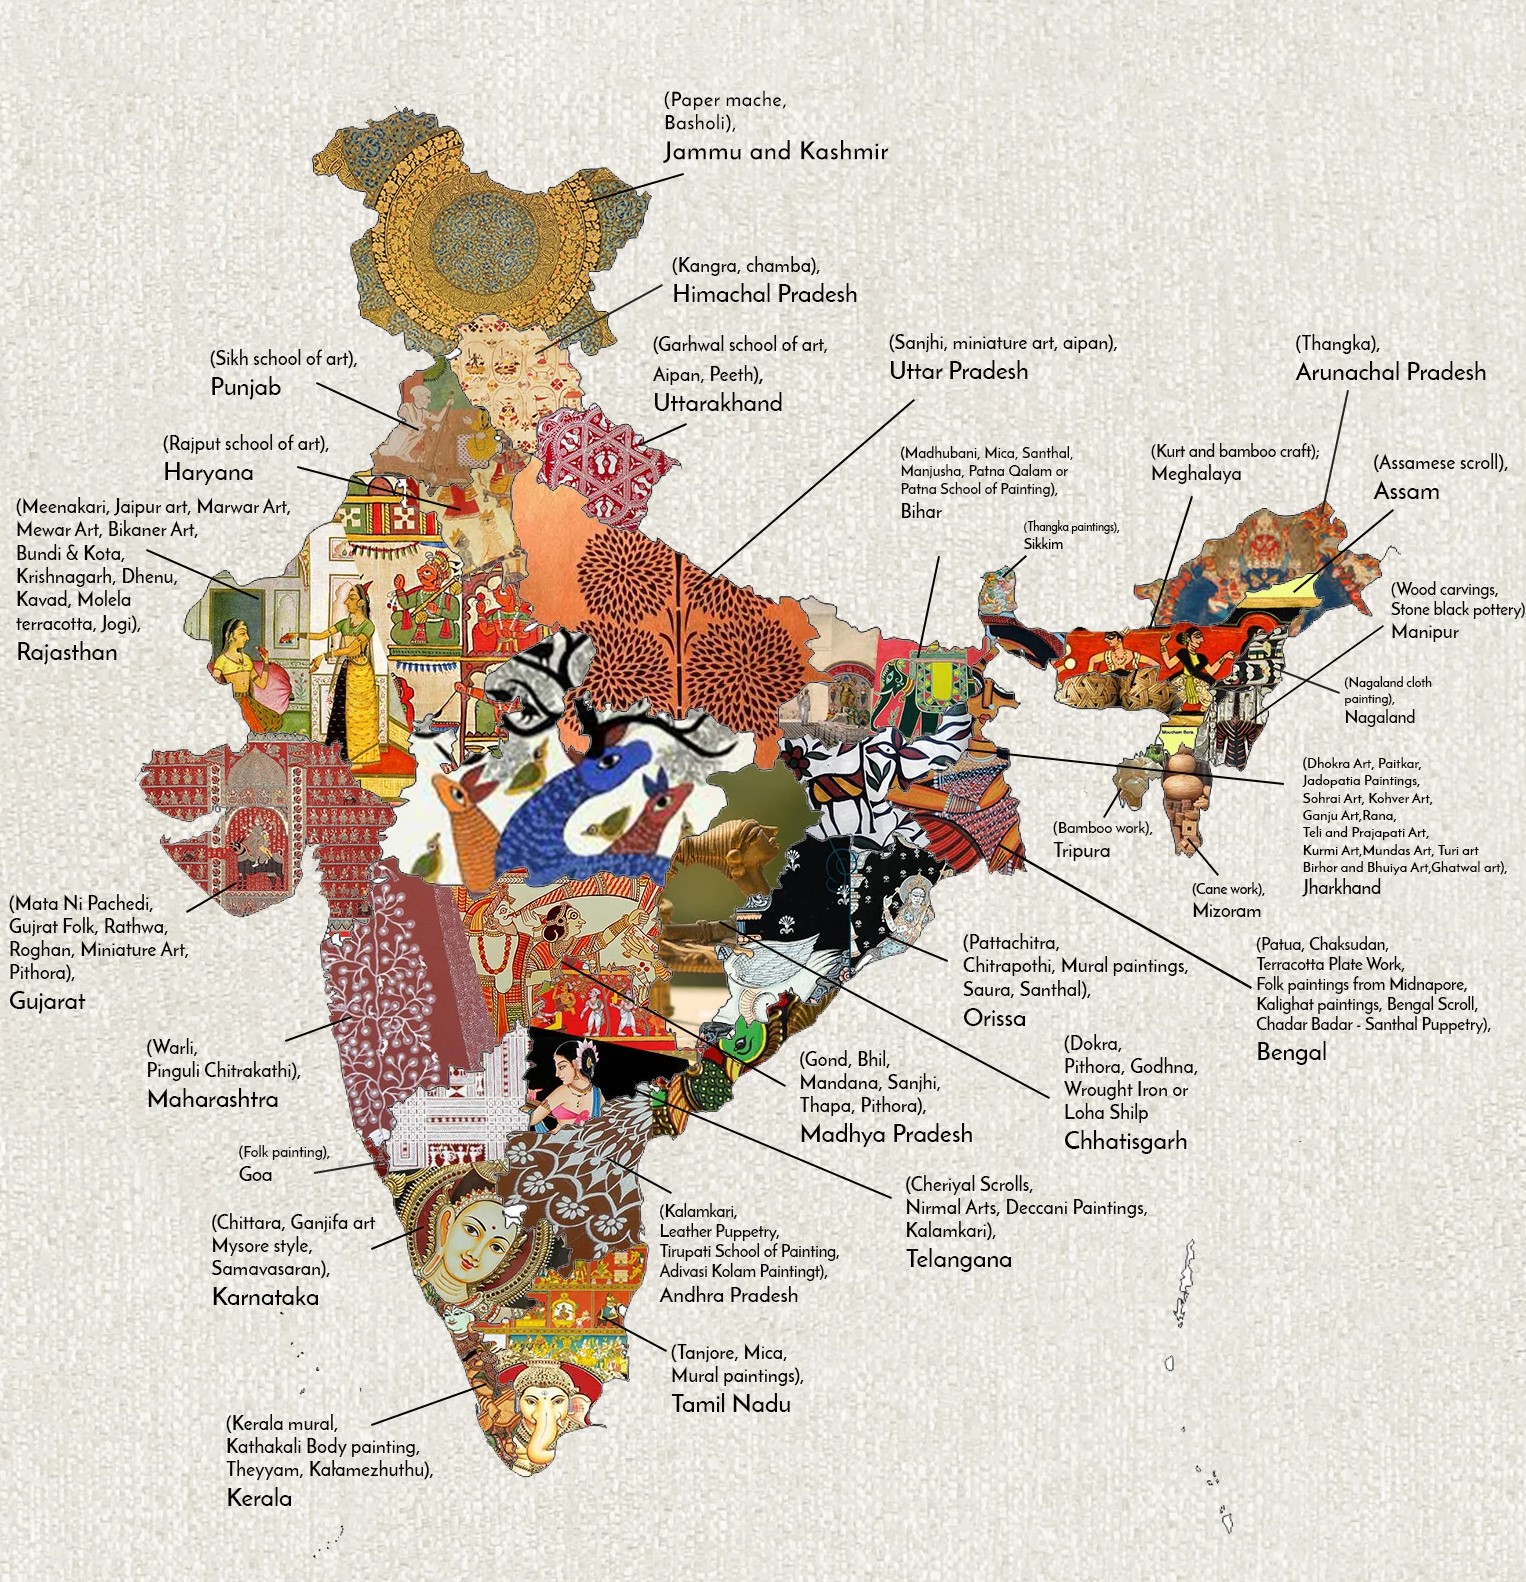 (Paper mache,
Basholi),
Jammu and Kashmir
(Kangra, chamba),
Himachal Pradesh
(Sikh school of art),
Punjab
(Garhwal school of art,
Aipan, Peeth),
Uttarakhand
(Sanjhi, miniature art, aipan),
Uttar Pradesh
(Thangka),
Arunachal Pradesh
(Rajput school of art),
Haryana
(Madhubani, Mica, Santhal,
Manjusha, Patna Qalam or
Patna School of Painting),
Bihar
(Kurt and bamboo craft);
Meghalaya
(Assamese scroll),
Assam
(Meenakari, Jaipur art, Marwar Art,
Mewar Art, Bikaner Art,
Bundi & Kota,
Krishnagarh, Dhenu,
Kavad, Molela
terracotta, Jogi),
Rajasthan
(Thangka paintings),
Sikkim
(Wood carvings,
Stone black pottery)
Manipur
(Nagaland cloth
painting),
Nagaland
(Dhokra Art, Paitkar,
Jadopatia Paintings,
Sohrai Art, Kohver Art,
Ganju Art,Rana,
Teli and Prajapati Art,
Kurmi Art,Mundas Art, Turi art
Birhor and Bhuiya Art,Ghatwal art),
Jharkhand
(Bamboo work),
Tripura
(Cane work),
Mizoram
(Mata Ni Pachedi,
Gujrat Folk, Rathwa,
Roghan, Miniature Art,
Pithora),
Gujarat
(Pattachitra,
Chitrapothi, Mural paintings,
Saura, Santhal),
Orissa
(Patua, Chaksudan,
Terracotta Plate Work,
Folk paintings from Midnapore,
Kalighat paintings, Bengal Scroll,
Chadar Badar - Santhal Puppetry),
Bengal
(Warli,
Pinguli Chitrakathi),
Maharashtra
(Gond, Bhil,
Mandana, Sanjhi,
Thapa, Pithora),
Madhya Pradesh
(Dokra,
Pithora, Godhna,
Wrought Iron or
Loha Shilp
Chhatisgarh
(Folk painting),
Goa
(Cheriyal Scrolls,
Nirmal Arts, Deccani Paintings,
Kalamkari),
Telangana
(Chittara, Ganjifa art
Mysore style,
Samavasaran),
Karnataka
(Kalamkari,
Leather Puppetry,
Tirupati School of Painting,
Adivasi Kolam Paintingt),
Andhra Pradesh
(Tanjore, Mica,
Mural paintings),
Tamil Nadu
(Kerala mural,
Kathakali Body painting,
Theyyam, Kalamezhuthu),
Kerala